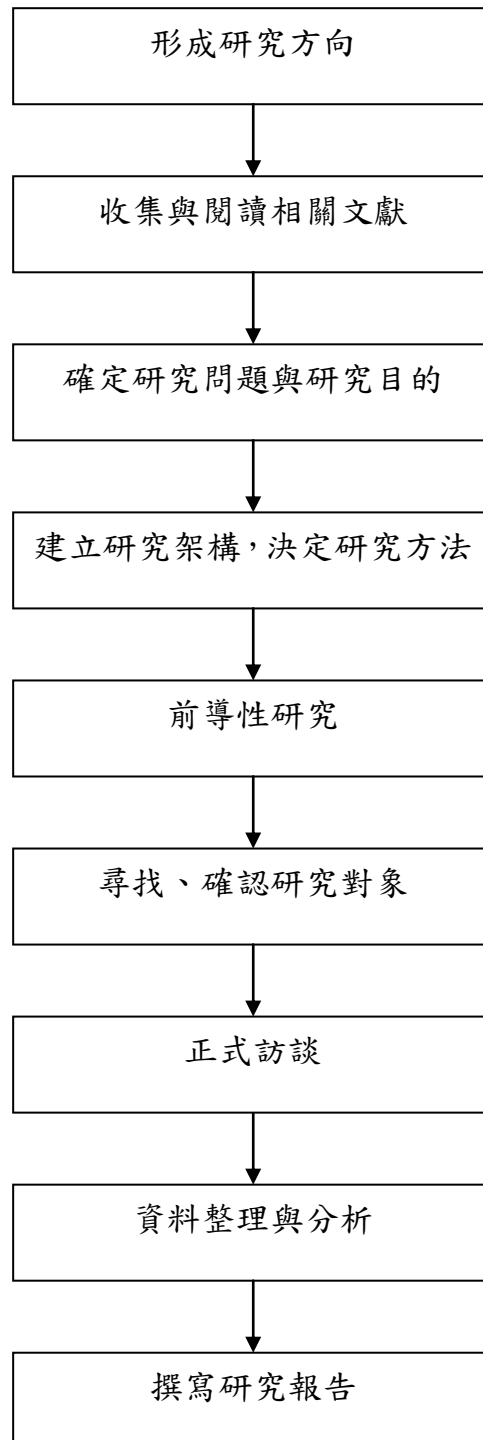 形成研究方向
收集與閱讀相關文獻
確定研究問題與研究目的
建立研究架構，決定研究方法
前導性研究
尋找、確認研究對象
正式訪談
資料整理與分析
撰寫研究報告